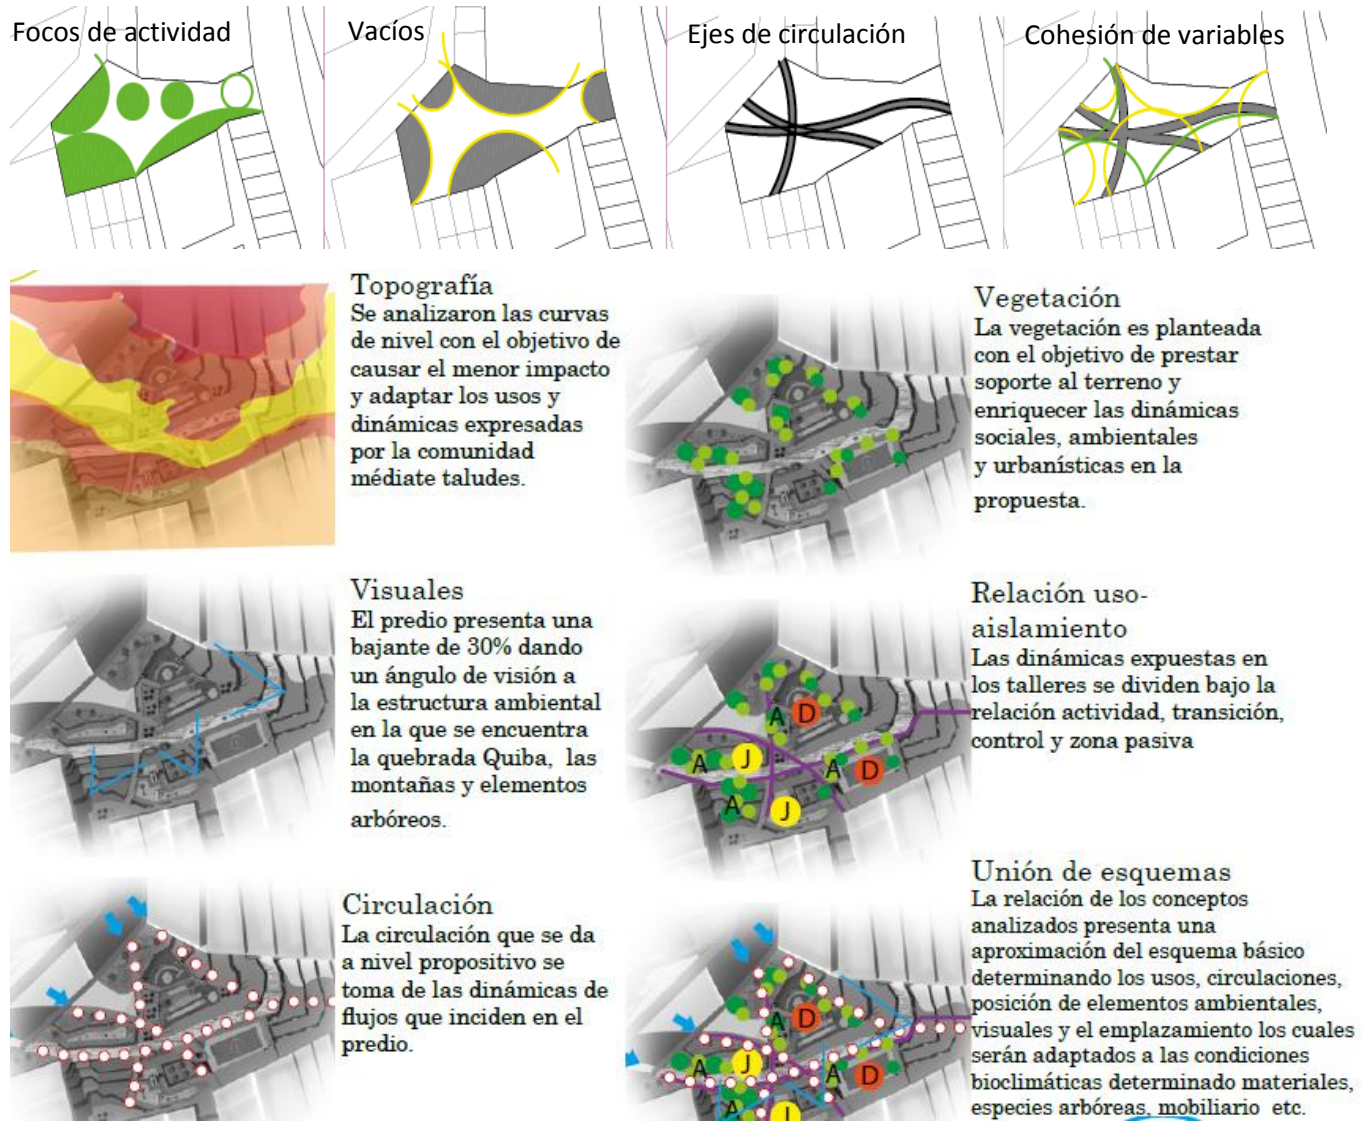 Focos de actividad
Vacíos
Ejes de circulación
Cohesión de variables
Topografía
Se analizaron las curvas
de nivel con el objetivo de
causar el menor impacto
y adaptar los usos y
dinámicas expresadas
por la comunidad
médiate taludes.
Vegetación
La vegetación es planteada
con el objetivo de prestar
soporte al terreno y
enriquecer las dinámicas
sociales, ambientales
y urbanísticas en la
propuesta.
Visuales
El predio presenta una
bajante de 30% dando
un ángulo de visión a
la estructura ambiental
en la que se encuentra
la quebrada Quiba, las
montañas y elementos
arbóreos.
A D
A J
A D
A J
Relación uso-
aislamiento
Las dinámicas expuestas en
los talleres se dividen bajo la
relación actividad, transición,
control y zona pasiva
Circulación
La circulación que se da
a nivel propositivo se
toma de las dinámicas de
flujos que inciden en el
predio.
A D
A J
A D
A J
Unión de esquemas
La relación de los conceptos
analizados presenta una
aproximación del esquema básico
determinando los usos, circulaciones,
posición de elementos ambientales,
visuales y el emplazamiento los cuales
serán adaptados a las condiciones
bioclimáticas determinado materiales,
especies arbóreas, mobiliario etc.